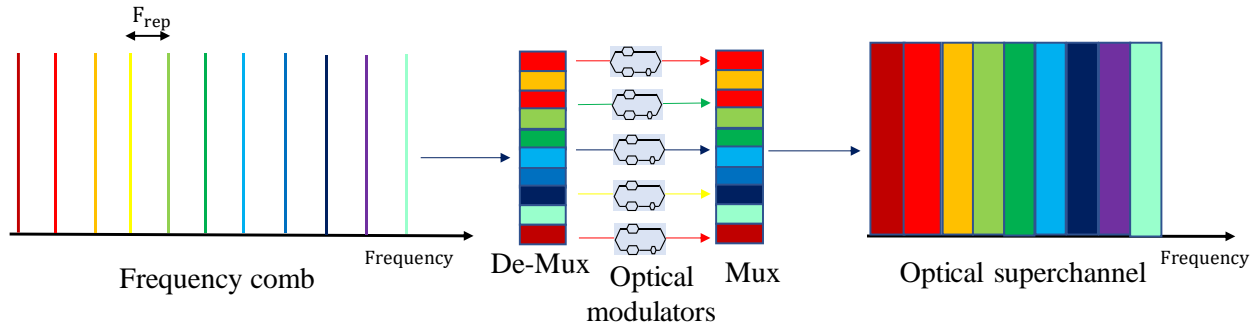 F_rep
Frequency
Frequency comb
De-Mux
Optical
modulators
Mux
Optical superchannel
Frequency